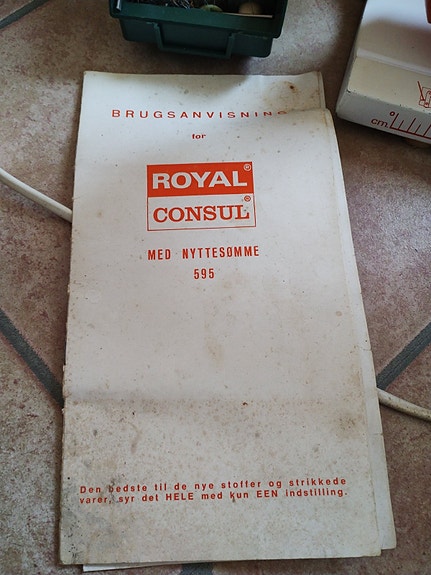 BRUGSANVISNING
for
ROYAL®
CONSUL®
MED NYTTESØMME
595
Den bedste til de nye stoffer og strikkede
varer, syr det HELE med kun EEN indstilling.
cm
0